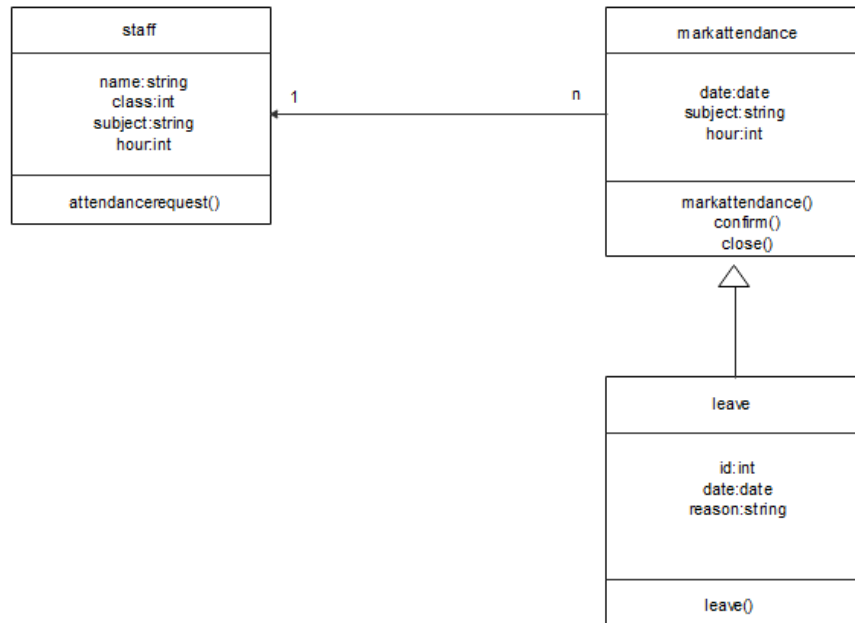 staff
name:string
class:int
subject:string
hour:int
attendancerequest()
1
n
markattendance
date:date
subject:string
hour:int
markattendance()
confirm()
close()
leave
id:int
date:date
reason:string
leave()